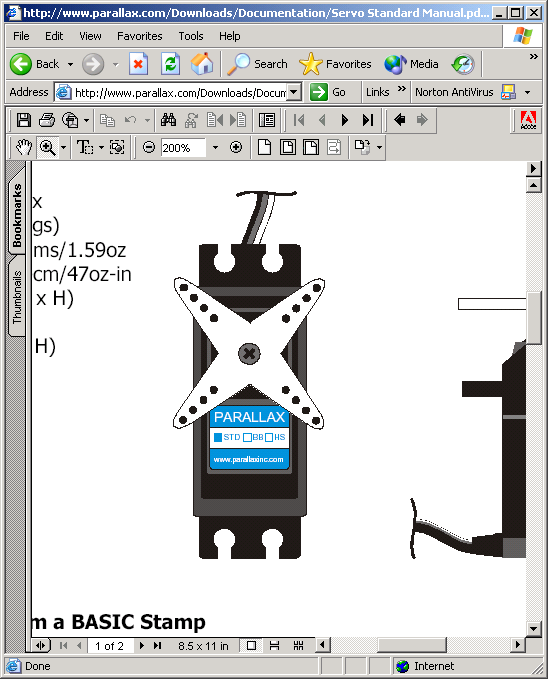 http://www.parallax.com/Downloads/Documentation/Servo Standard Manual.pd...
File Edit View Favorites Tools Help
Back Search Favorites Media
Address http://www.parallax.com/Downloads/Docum Go Links » Norton AntiVirus
Adobe
200%
Bookmarks
Thumbnails
x
gs)
ms/1.59oz
cm/47oz-in
x H)
H)
PARALLAX
STD BB HS
www.parallaxinc.com
m a BASIC Stamp
1 of 2 8.5 x 11 in
Done Internet